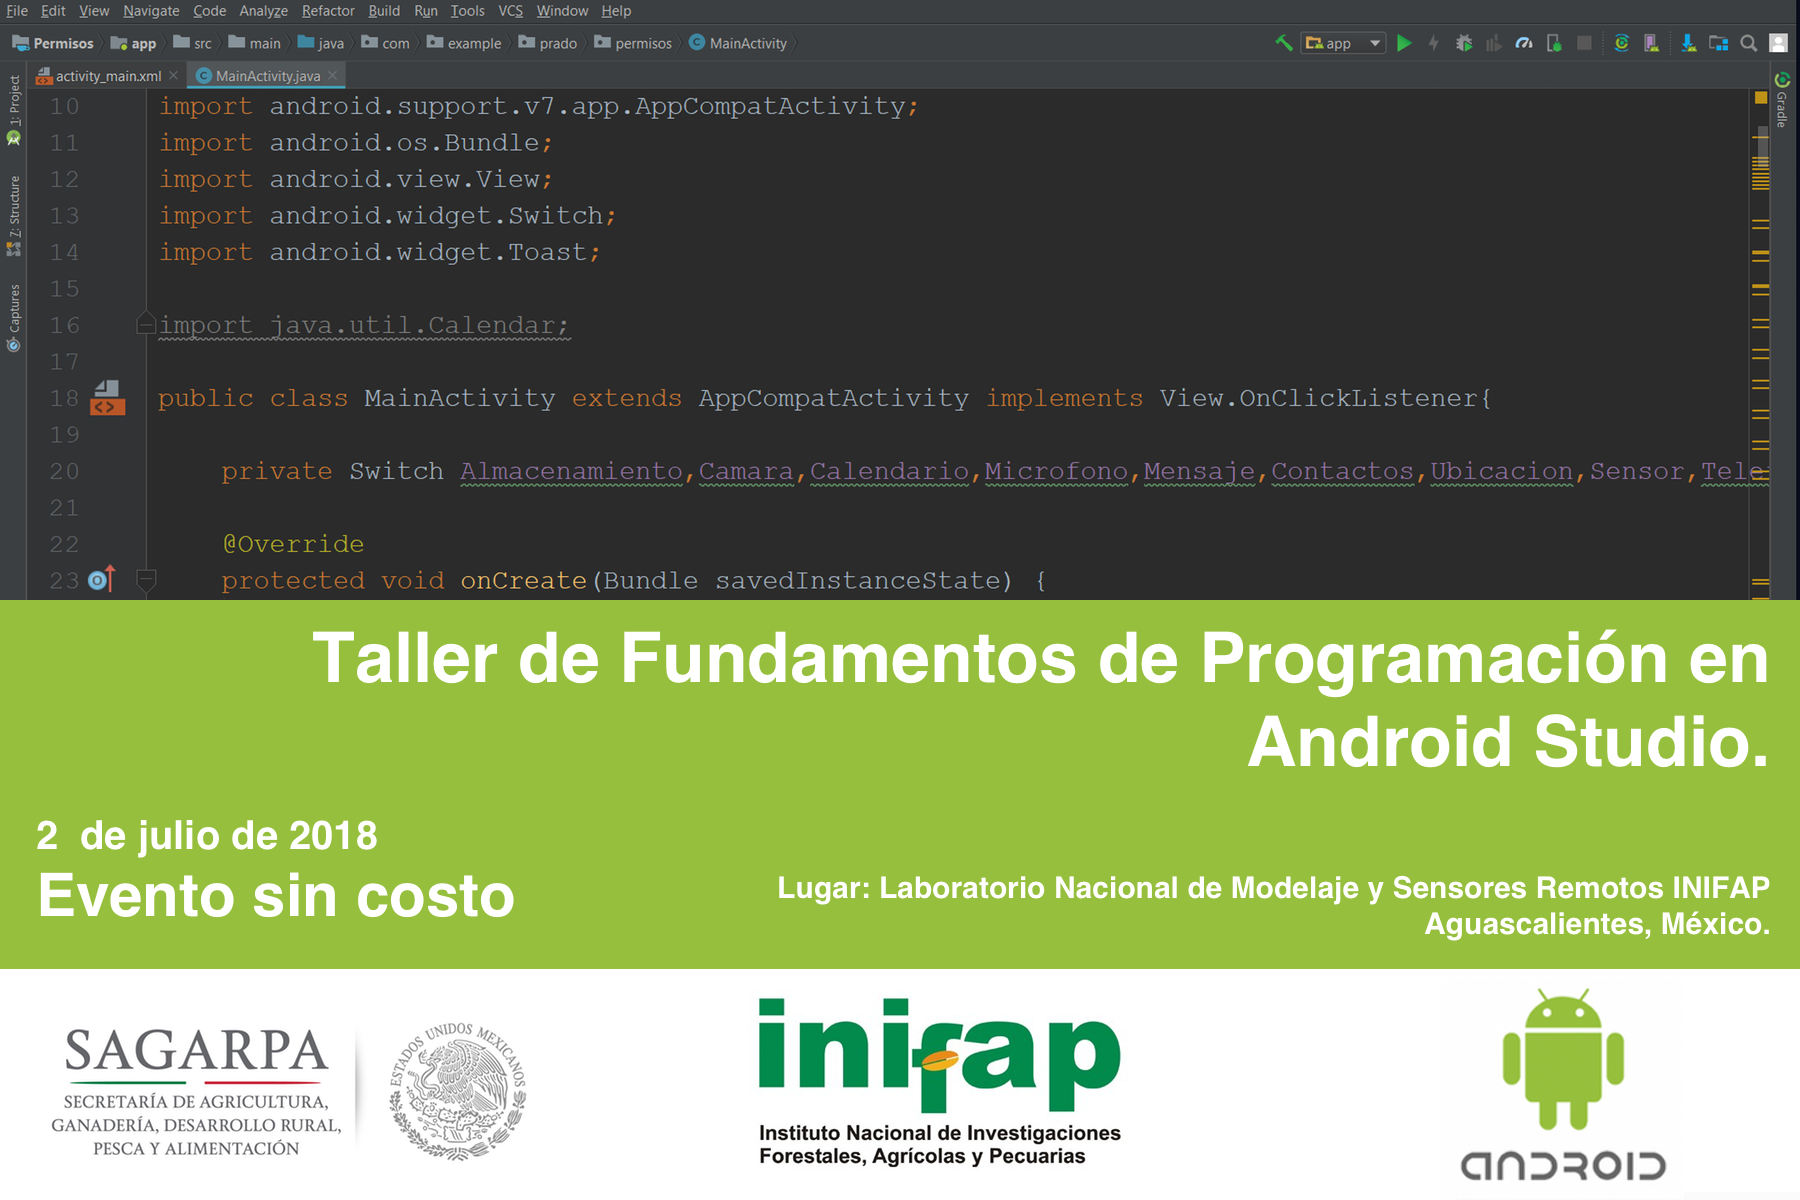 File Edit View Navigate Code Analyze Refactor Build Run Tools VCS Window Help
Permisos app src main java com example prado permisos MainActivity app
activity_main.xml MainActivity.java
1: Project
7: Structure
Captures
Gradle
10 import android.support.v7.app.AppCompatActivity;
11 import android.os.Bundle;
12 import android.view.View;
13 import android.widget.Switch;
14 import android.widget.Toast;
15
16 import java.util.Calendar;
17
18 public class MainActivity extends AppCompatActivity implements View.OnClickListener{
19
20 private Switch Almacenamiento,Camara,Calendario,Microfono,Mensaje,Contactos,Ubicacion,Sensor,Tele
21
22 @Override
23 protected void onCreate(Bundle savedInstanceState) {
Taller de Fundamentos de Programación en
Android Studio.
2 de julio de 2018
Evento sin costo
Lugar: Laboratorio Nacional de Modelaje y Sensores Remotos INIFAP
Aguascalientes, México.
SAGARPA
SECRETARÍA DE AGRICULTURA,
GANADERÍA, DESARROLLO RURAL,
PESCA Y ALIMENTACIÓN
ESTADOS UNIDOS MEXICANOS
inifap
Instituto Nacional de Investigaciones
Forestales, Agrícolas y Pecuarias
ANDROID